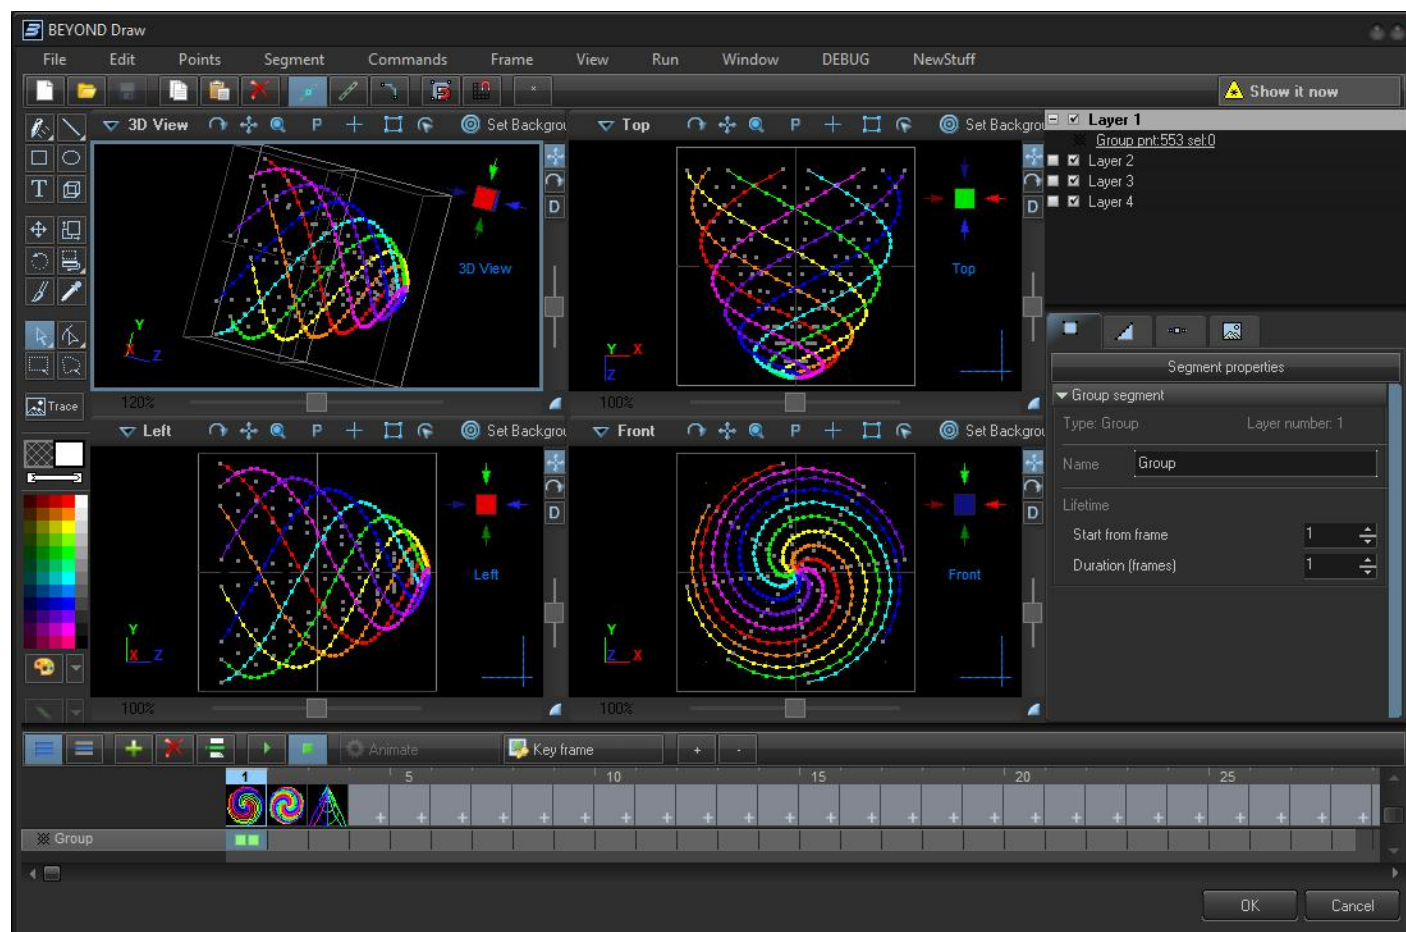 BEYOND Draw
File Edit Points Segment Commands Frame View Run Window DEBUG NewStuff
Show it now
3D View P Set Backgrou
Top P Set Backgrou
Layer 1
Group pnt:553 sel:0
Layer 2
Layer 3
Layer 4
T
D
D
3D View
Top
Y
X
Z
Y
X
Z
Trace
120%
100%
Segment properties
Group segment
Type: Group Layer number: 1
Name Group
Lifetime
Start from frame 1
Duration (frames) 1
Left P Set Backgrou
Front P Set Backgrou
D
D
Left
Front
Y
X Z
Y
Z X
100%
100%
Animate
Key frame
+ -
1 5 10 15 20 25
Group
OK Cancel